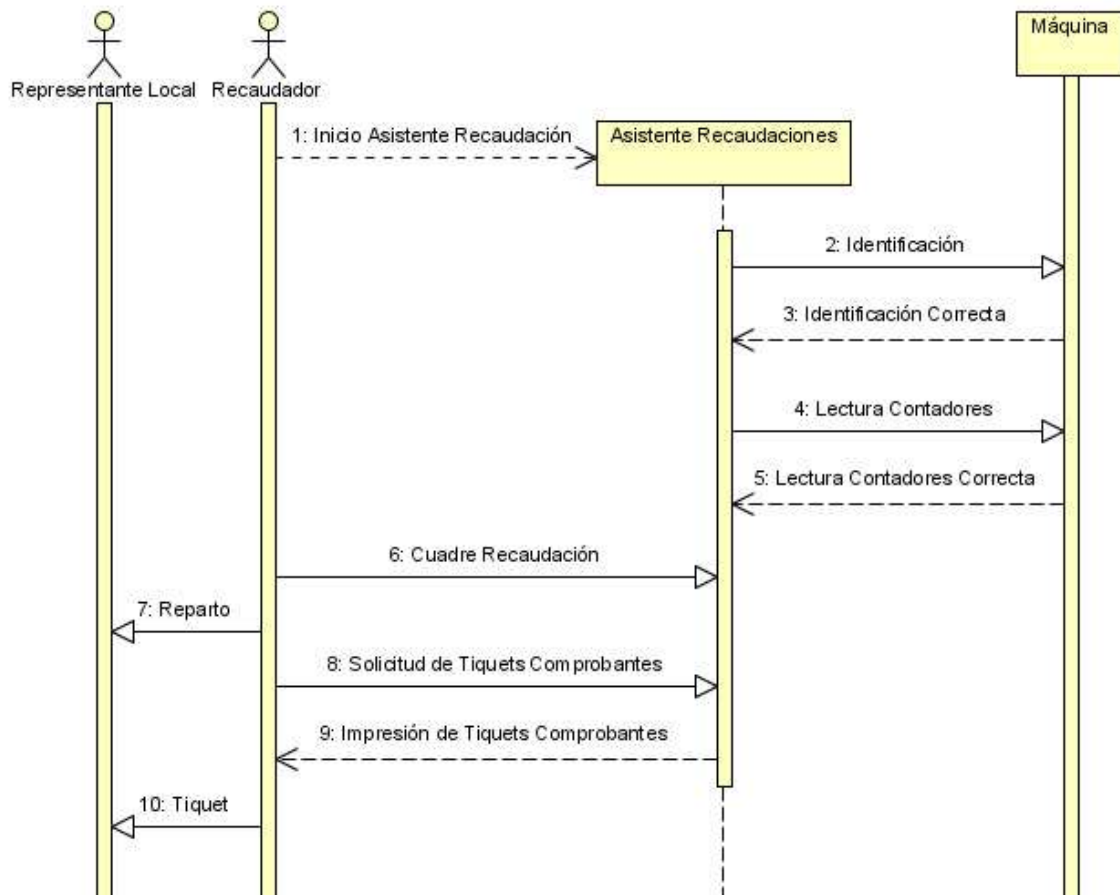 Máquina
Representante Local
Recaudador
1: Inicio Asistente Recaudación
Asistente Recaudaciones
2: Identificación
3: Identificación Correcta
4: Lectura Contadores
5: Lectura Contadores Correcta
6: Cuadre Recaudación
7: Reparto
8: Solicitud de Tiquets Comprobantes
9: Impresión de Tiquets Comprobantes
10: Tiquet